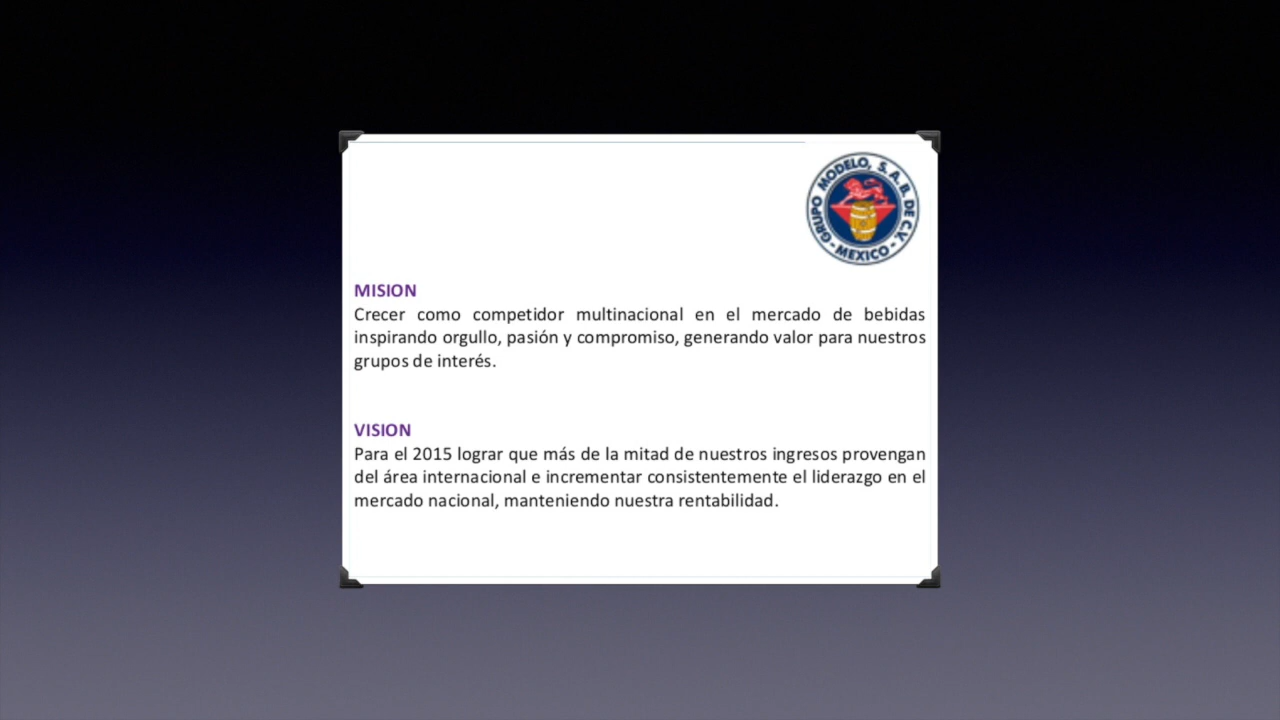 GRUPO MODELO, S.A.B. DE C.V.
- MEXICO -
MISION
Crecer como competidor multinacional en el mercado de bebidas
inspirando orgullo, pasión y compromiso, generando valor para nuestros
grupos de interés.
VISION
Para el 2015 lograr que más de la mitad de nuestros ingresos provengan
del área internacional e incrementar consistentemente el liderazgo en el
mercado nacional, manteniendo nuestra rentabilidad.